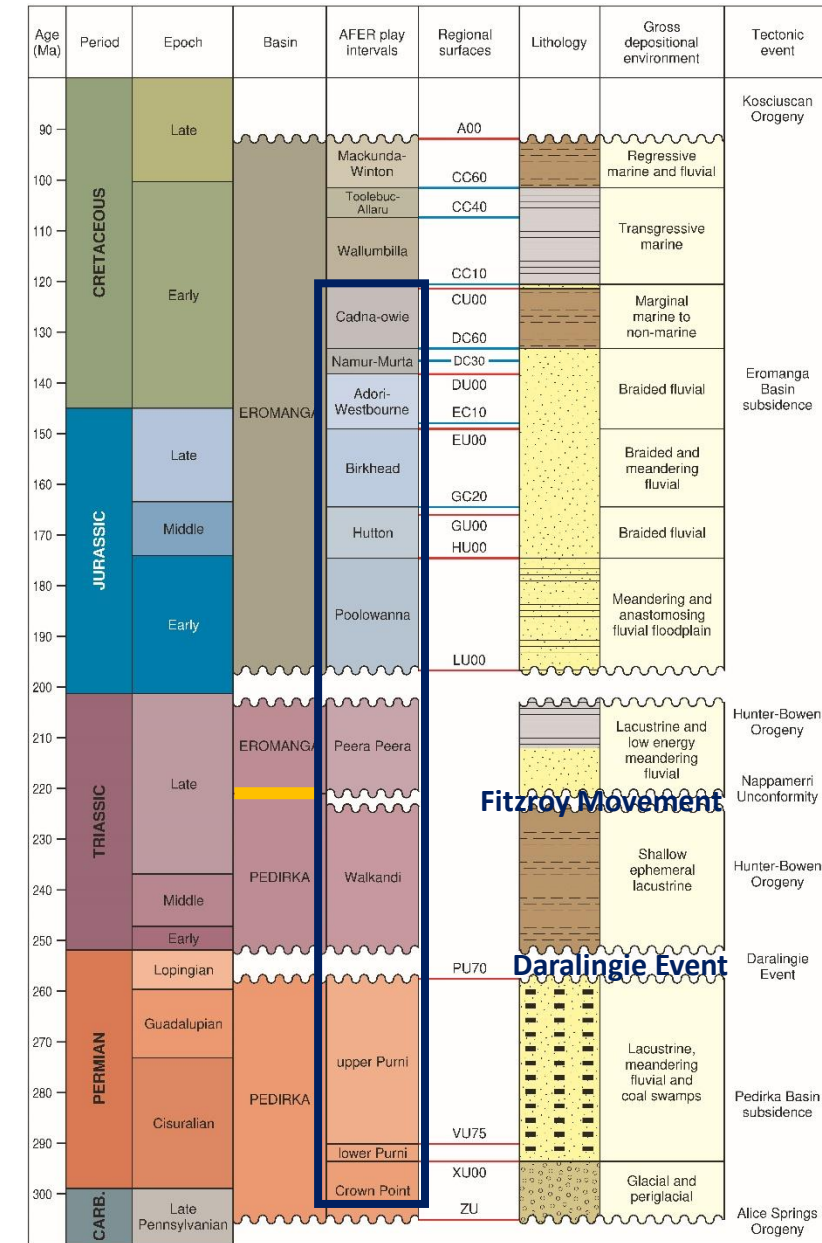 Age
(Ma)
Period
Epoch
Basin
AFER play
intervals
Regional
surfaces
Lithology
Gross
depositional
environment
Tectonic
event
90
100
110
120
130
140
150
160
170
180
190
200
210
220
230
240
250
260
270
280
290
300
CRETACEOUS
JURASSIC
TRIASSIC
PERMIAN
CARB.
Late
Early
Late
Middle
Early
Late
Middle
Early
Lopingian
Guadalupian
Cisuralian
Late
Pennsylvanian
EROMANGA
EROMANGA
PEDIRKA
PEDIRKA
Mackunda-
Winton
Toolebuc-
Allaru
Wallumbilla
Cadna-owie
Namur-Murta
Adori-
Westbourne
Birkhead
Hutton
Poolowanna
Peera Peera
Walkandi
upper Purni
lower Purni
Crown Point
A00
CC60
CC40
CC10
CU00
DC60
DC30
DU00
EC10
EU00
GC20
GU00
HU00
LU00
PU70
VU75
XU00
ZU
Regressive
marine and fluvial
Transgressive
marine
Marginal
marine to
non-marine
Braided fluvial
Braided and
meandering
fluvial
Braided fluvial
Meandering and
anastomosing
fluvial floodplain
Lacustrine and
low energy
meandering
fluvial
Fitzroy Movement
Shallow
ephemeral
lacustrine
Daralingie Event
Lacustrine,
meandering
fluvial and
coal swamps
Glacial and
periglacial
Kosciuscan
Orogeny
Eromanga
Basin
subsidence
Hunter-Bowen
Orogeny
Nappamerri
Unconformity
Hunter-Bowen
Orogeny
Daralingie
Event
Pedirka Basin
subsidence
Alice Springs
Orogeny